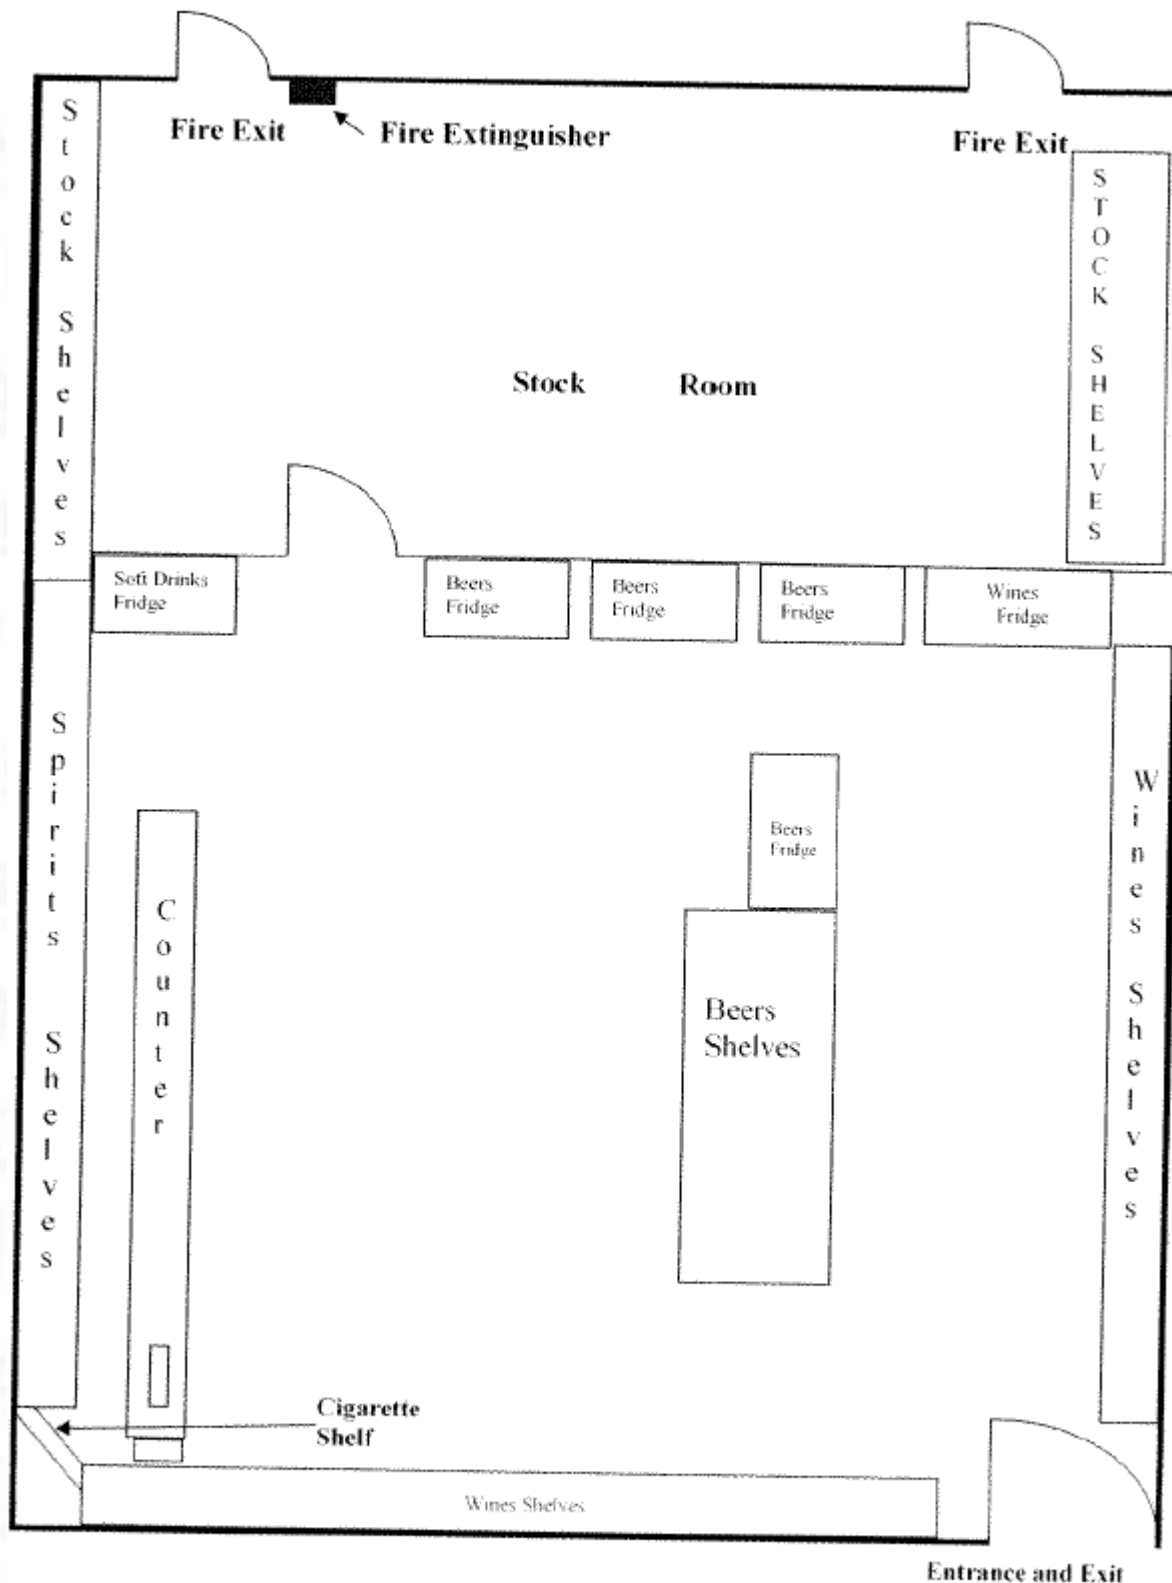 Fire Exit
Fire Extinguisher
Fire Exit
Stock Shelves
STOCK SHELVES
Stock Room
Soft Drinks
Fridge
Beers
Fridge
Beers
Fridge
Beers
Fridge
Wines
Fridge
Spirits Shelves
Counter
Beers
Fridge
Beers
Shelves
Wines Shelves
Cigarette
Shelf
Wines Shelves
Entrance and Exit